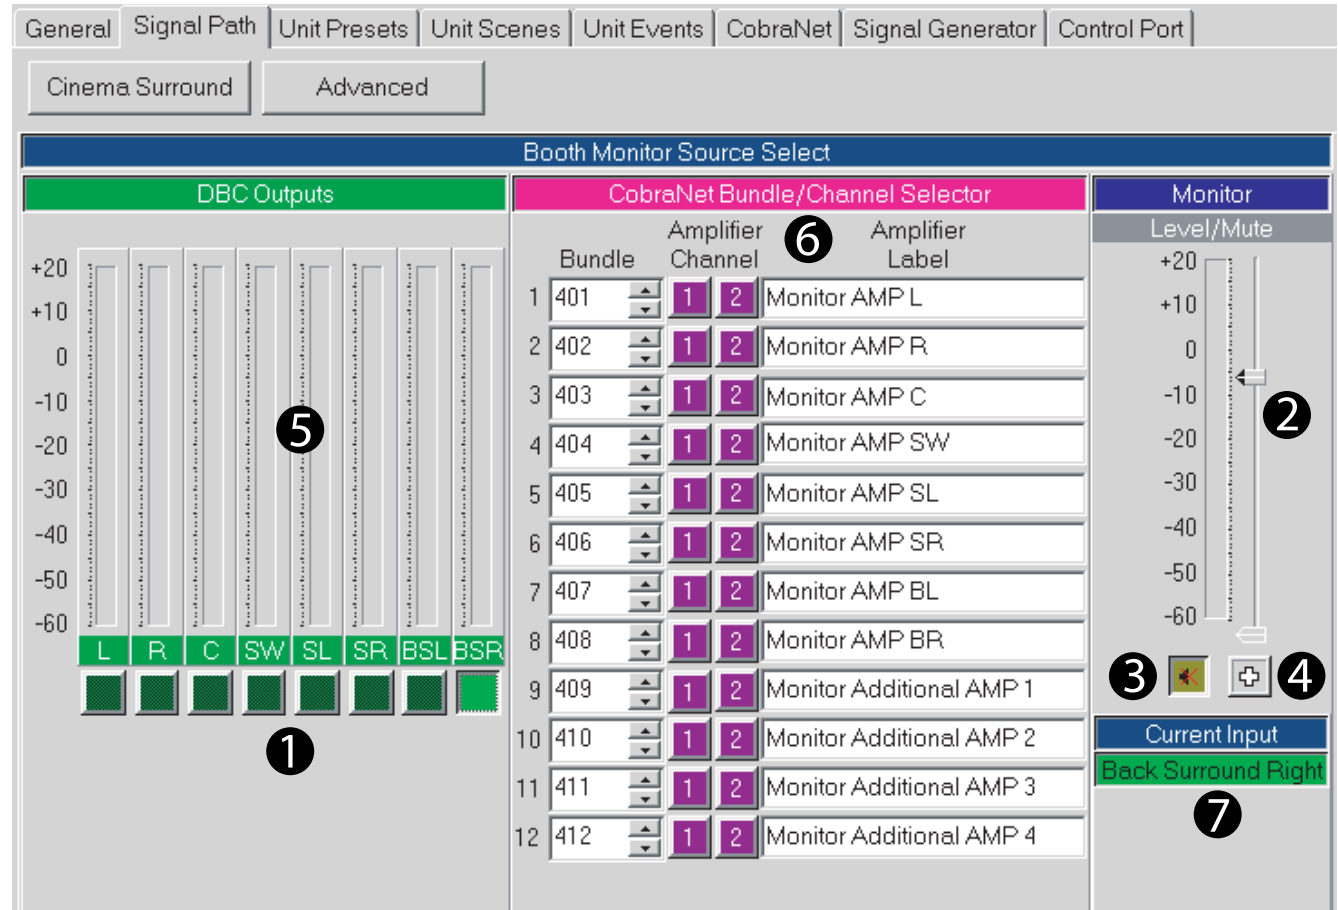 General Signal Path Unit Presets Unit Scenes Unit Events CobraNet Signal Generator Control Port
Cinema Surround Advanced
Booth Monitor Source Select
DBC Outputs
+20
+10
0
-10
-20
-30
-40
-50
-60
5
L R C SW SL SR BSL BSR
1
CobraNet Bundle/Channel Selector
Bundle Amplifier Channel 6 Amplifier Label
1 401 1 2 Monitor AMP L
2 402 1 2 Monitor AMP R
3 403 1 2 Monitor AMP C
4 404 1 2 Monitor AMP SW
5 405 1 2 Monitor AMP SL
6 406 1 2 Monitor AMP SR
7 407 1 2 Monitor AMP BL
8 408 1 2 Monitor AMP BR
9 409 1 2 Monitor Additional AMP 1
10 410 1 2 Monitor Additional AMP 2
11 411 1 2 Monitor Additional AMP 3
12 412 1 2 Monitor Additional AMP 4
Monitor
Level/Mute
+20
+10
0
-10
2
-20
-30
-40
-50
-60
3 4
Current Input
Back Surround Right
7